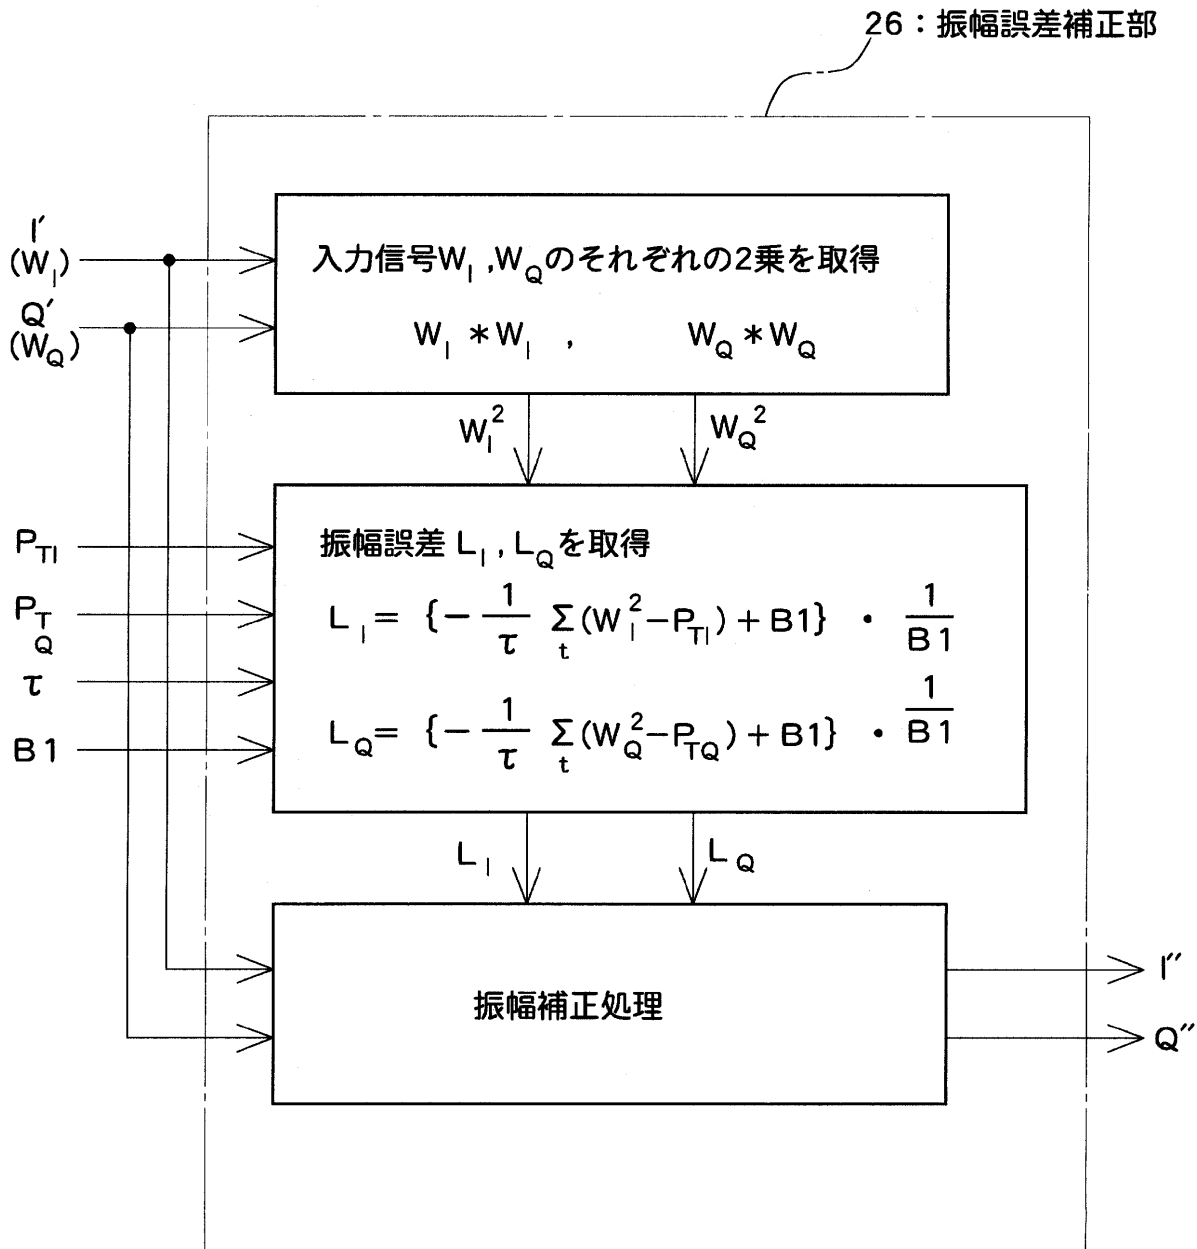 26：振幅誤差補正部
I′
(W_I)
Q′
(W_Q)
入力信号W_I ,W_Qのそれぞれの2乗を取得
W_I *W_I , W_Q *W_Q
W_I^2 W_Q^2
P_TI
P_T
Q
τ
B1
振幅誤差 L_I , L_Qを取得
L_I = {- 1/τ Σ_t (W_I^2-P_TI)+B1} ・ 1/B1
L_Q= {- 1/τ Σ_t (W_Q^2-P_TQ)+B1} ・ 1/B1
L_I L_Q
振幅補正処理
I″
Q″